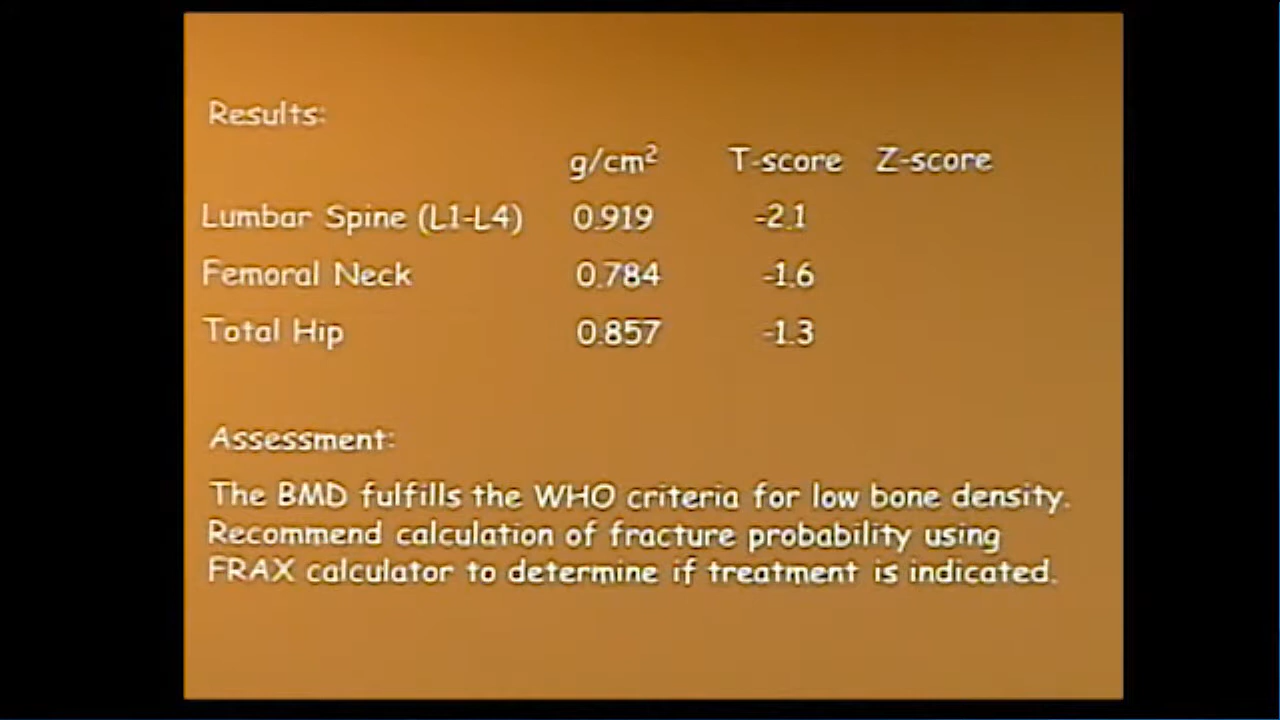 Results:
g/cm² T-score Z-score
Lumbar Spine (L1-L4) 0.919 -2.1
Femoral Neck 0.784 -1.6
Total Hip 0.857 -1.3
Assessment:
The BMD fulfills the WHO criteria for low bone density.
Recommend calculation of fracture probability using
FRAX calculator to determine if treatment is indicated.